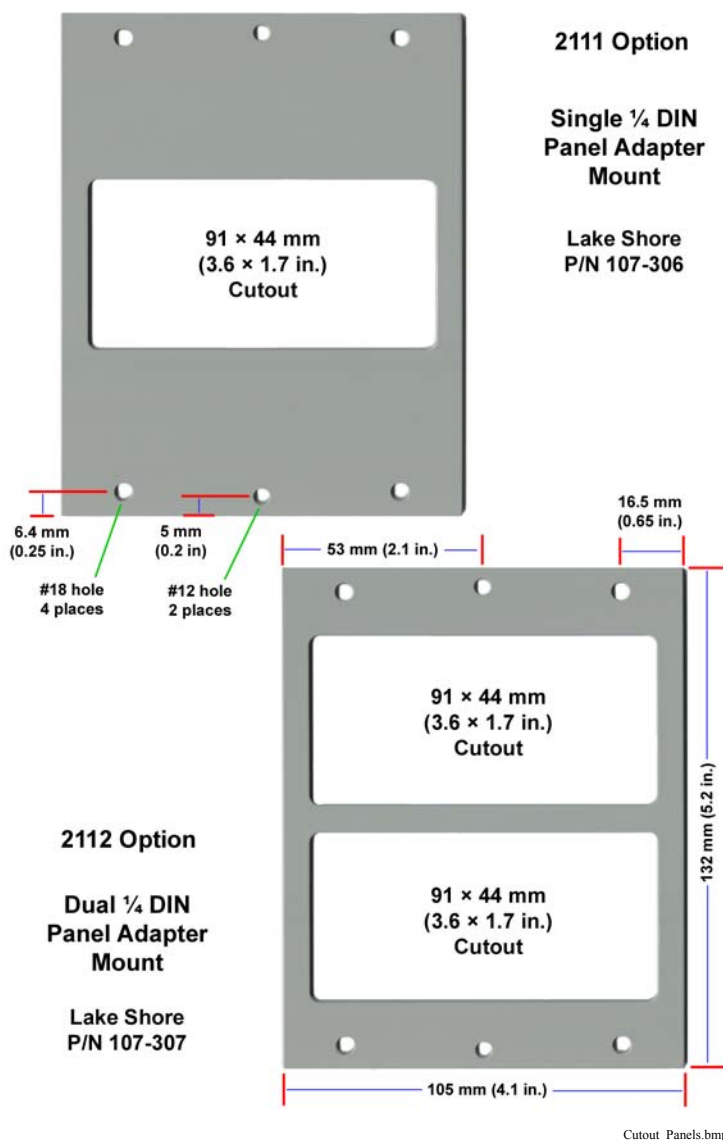 2111 Option
Single ¼ DIN
Panel Adapter
Mount
Lake Shore
P/N 107-306
91 × 44 mm
(3.6 × 1.7 in.)
Cutout
6.4 mm
(0.25 in.)
5 mm
(0.2 in)
#18 hole
4 places
#12 hole
2 places
16.5 mm
(0.65 in.)
53 mm (2.1 in.)
91 × 44 mm
(3.6 × 1.7 in.)
Cutout
132 mm (5.2 in.)
2112 Option
Dual ¼ DIN
Panel Adapter
Mount
Lake Shore
P/N 107-307
91 × 44 mm
(3.6 × 1.7 in.)
Cutout
105 mm (4.1 in.)
Cutout_Panels.bmp